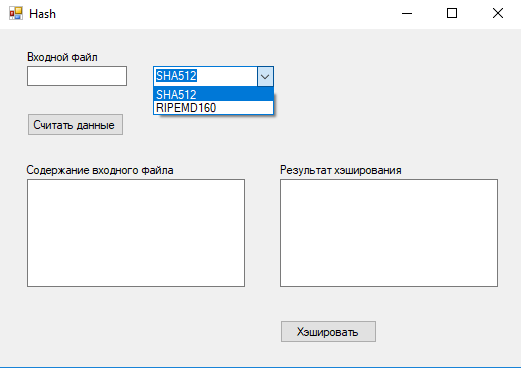 Hash
Входной файл
SHA512
SHA512
RIPEMD160
Считать данные
Содержание входного файла
Результат хэширования
Хэшировать